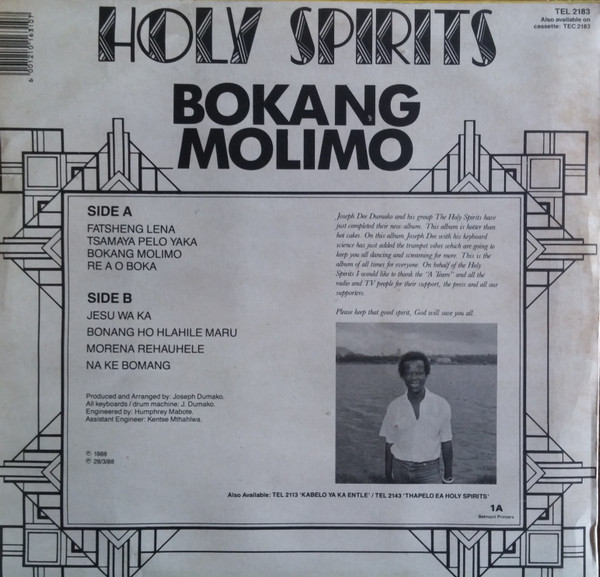 HOLY SPIRITS
TEL 2183
Also available on
cassette: TEC 2183
BOKANG
MOLIMO
SIDE A
FATSHENG LENA
TSAMAYA PELO YAKA
BOKANG MOLIMO
RE A O BOKA
SIDE B
JESU WA KA
BONANG HO HLAHILE MARU
MORENA REHAUHELE
NA KE BOMANG
Produced and Arranged by: Joseph Dumako.
All keyboards / drum machine: J. Dumako.
Engineered by: Humphrey Mabote.
Assistant Engineer: Kentse Mthahlwa.
℗ 1988
℗ 28/3/88
Joseph Dee Dumako and his group The Holy Spirits have
just completed their new album. This album is hotter than
hot cakes. On this album Joseph Dee with his keyboard
science has just added the trumpet vibes which are going to
keep you all dancing and screaming for more. This is the
album of all times for everyone. On behalf of the Holy
Spirits I would like to thank the "A Team" and all the
radio and TV people for their support, the press and all our
supporters.
Please keep that good spirit, God will save you all.
Also Available: TEL 2113 'KABELO YA KA ENTLE' / TEL 2143 'THAPELO EA HOLY SPIRITS'
1A
Belmont Printers